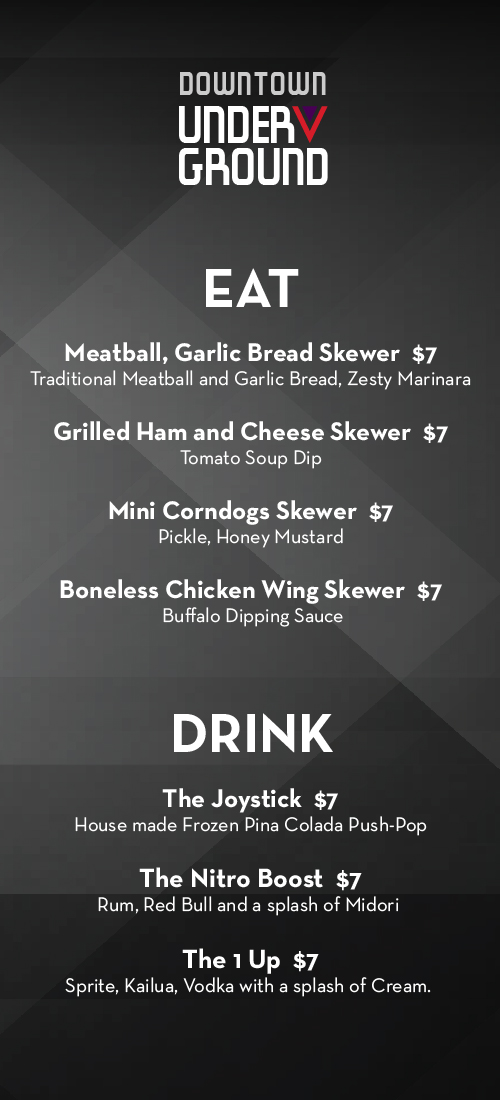 DOWNTOWN
UNDER
GROUND
EAT
Meatball, Garlic Bread Skewer $7
Traditional Meatball and Garlic Bread, Zesty Marinara
Grilled Ham and Cheese Skewer $7
Tomato Soup Dip
Mini Corndogs Skewer $7
Pickle, Honey Mustard
Boneless Chicken Wing Skewer $7
Buffalo Dipping Sauce
DRINK
The Joystick $7
House made Frozen Pina Colada Push-Pop
The Nitro Boost $7
Rum, Red Bull and a splash of Midori
The 1 Up $7
Sprite, Kailua, Vodka with a splash of Cream.